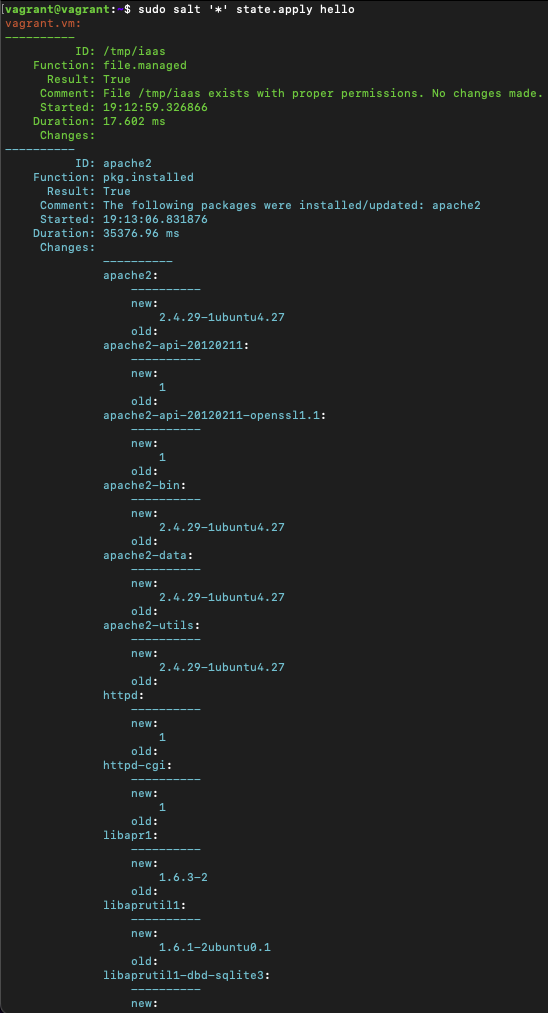 [vagrant@vagrant:~$ sudo salt '*' state.apply hello
vagrant.vm:
----------
          ID: /tmp/iaas
    Function: file.managed
      Result: True
     Comment: File /tmp/iaas exists with proper permissions. No changes made.
     Started: 19:12:59.326866
    Duration: 17.602 ms
     Changes:
----------
          ID: apache2
    Function: pkg.installed
      Result: True
     Comment: The following packages were installed/updated: apache2
     Started: 19:13:06.831876
    Duration: 35376.96 ms
     Changes:
              ----------
              apache2:
                  ----------
                  new:
                      2.4.29-1ubuntu4.27
                  old:
              apache2-api-20120211:
                  ----------
                  new:
                      1
                  old:
              apache2-api-20120211-openssl1.1:
                  ----------
                  new:
                      1
                  old:
              apache2-bin:
                  ----------
                  new:
                      2.4.29-1ubuntu4.27
                  old:
              apache2-data:
                  ----------
                  new:
                      2.4.29-1ubuntu4.27
                  old:
              apache2-utils:
                  ----------
                  new:
                      2.4.29-1ubuntu4.27
                  old:
              httpd:
                  ----------
                  new:
                      1
                  old:
              httpd-cgi:
                  ----------
                  new:
                      1
                  old:
              libapr1:
                  ----------
                  new:
                      1.6.3-2
                  old:
              libaprutil1:
                  ----------
                  new:
                      1.6.1-2ubuntu0.1
                  old:
              libaprutil1-dbd-sqlite3:
                  ----------
                  new: